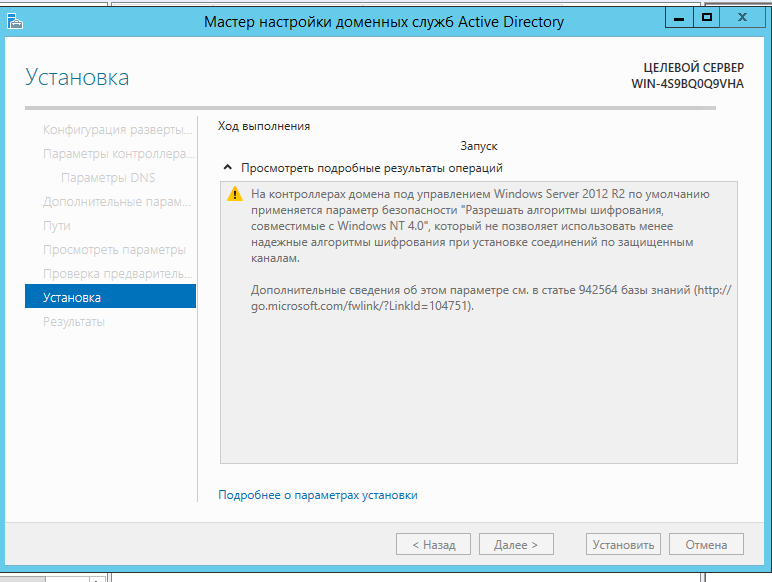 Мастер настройки доменных служб Active Directory
Установка
ЦЕЛЕВОЙ СЕРВЕР
WIN-4S9BQ0Q9VHA
Конфигурация разверты...
Параметры контроллера...
Параметры DNS
Дополнительные парам...
Пути
Просмотреть параметры
Проверка предваритель...
Установка
Результаты
Ход выполнения
Запуск
Просмотреть подробные результаты операций
На контроллерах домена под управлением Windows Server 2012 R2 по умолчанию
применяется параметр безопасности "Разрешать алгоритмы шифрования,
совместимые с Windows NT 4.0", который не позволяет использовать менее
надежные алгоритмы шифрования при установке соединений по защищенным
каналам.
Дополнительные сведения об этом параметре см. в статье 942564 базы знаний (http://
go.microsoft.com/fwlink/?LinkId=104751).
Подробнее о параметрах установки
< Назад
Далее >
Установить
Отмена